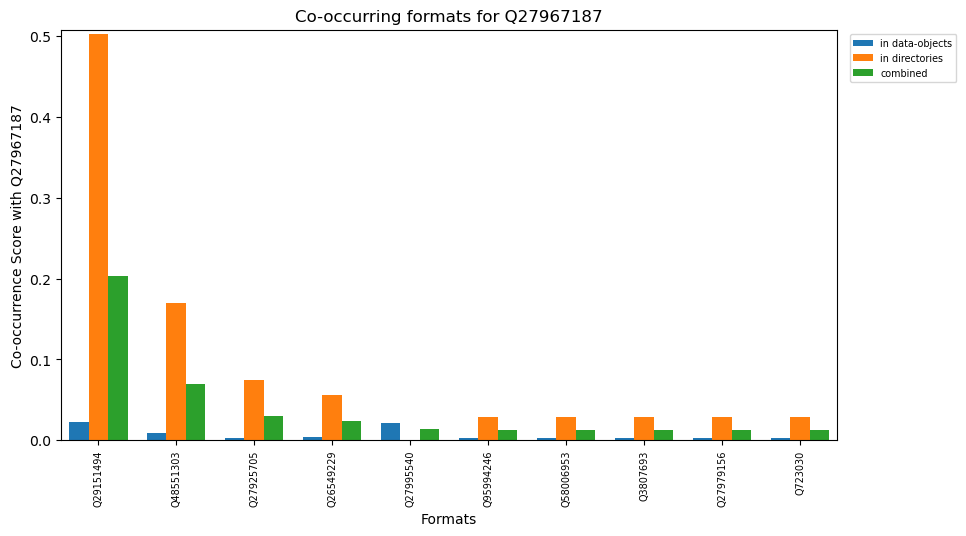 Co-occurring formats for Q27967187
Co-occurrence Score with Q27967187
0.5
0.4
0.3
0.2
0.1
0.0
in data-objects
in directories
combined
Q29151494
Q48551303
Q27925705
Q26549229
Q27995540
Q95994246
Q58006953
Q3807693
Q27979156
Q723030
Formats